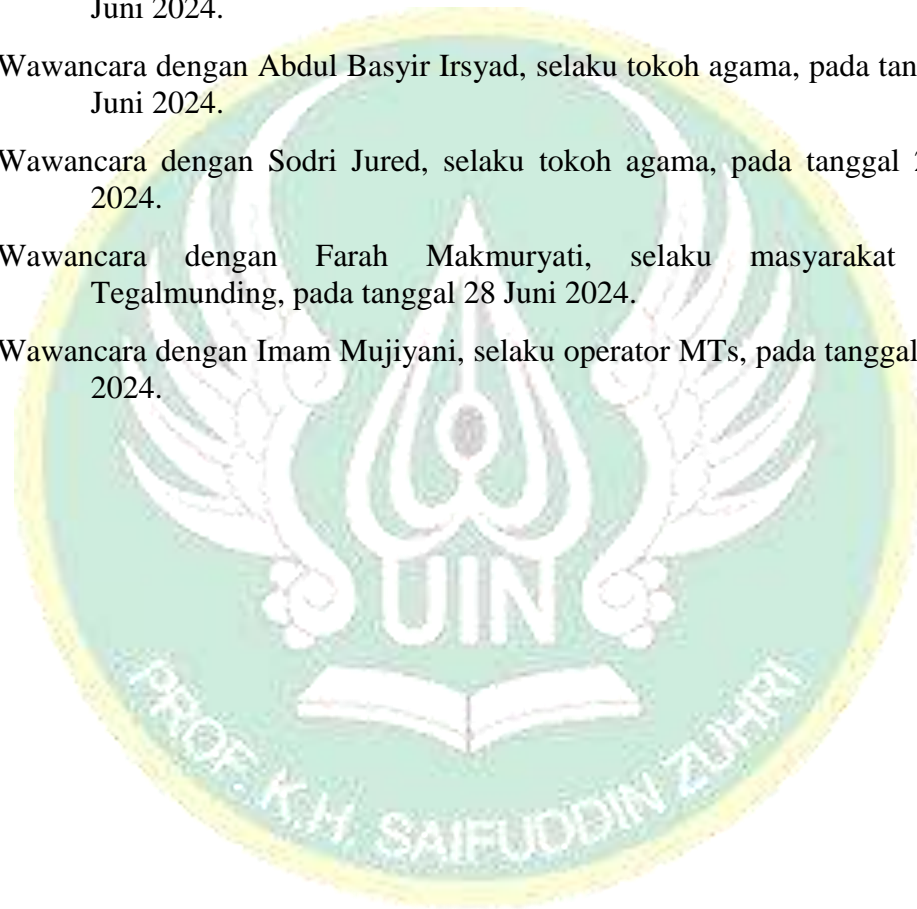 Juni 2024.
Wawancara dengan Abdul Basyir Irsyad, selaku tokoh agama, pada
Juni 2024.
Wawancara dengan Sodri Jured, selaku tokoh agama, pada tanggal
2024.
Wawancara dengan Farah Makmuryati, selaku masyarakat
Tegalmunding, pada tanggal 28 Juni 2024.
Wawancara dengan Imam Mujiyani, selaku operator MTs, pada tanggal
2024.
UIN
PROF. K.H. SAIFUDDIN ZUHRI